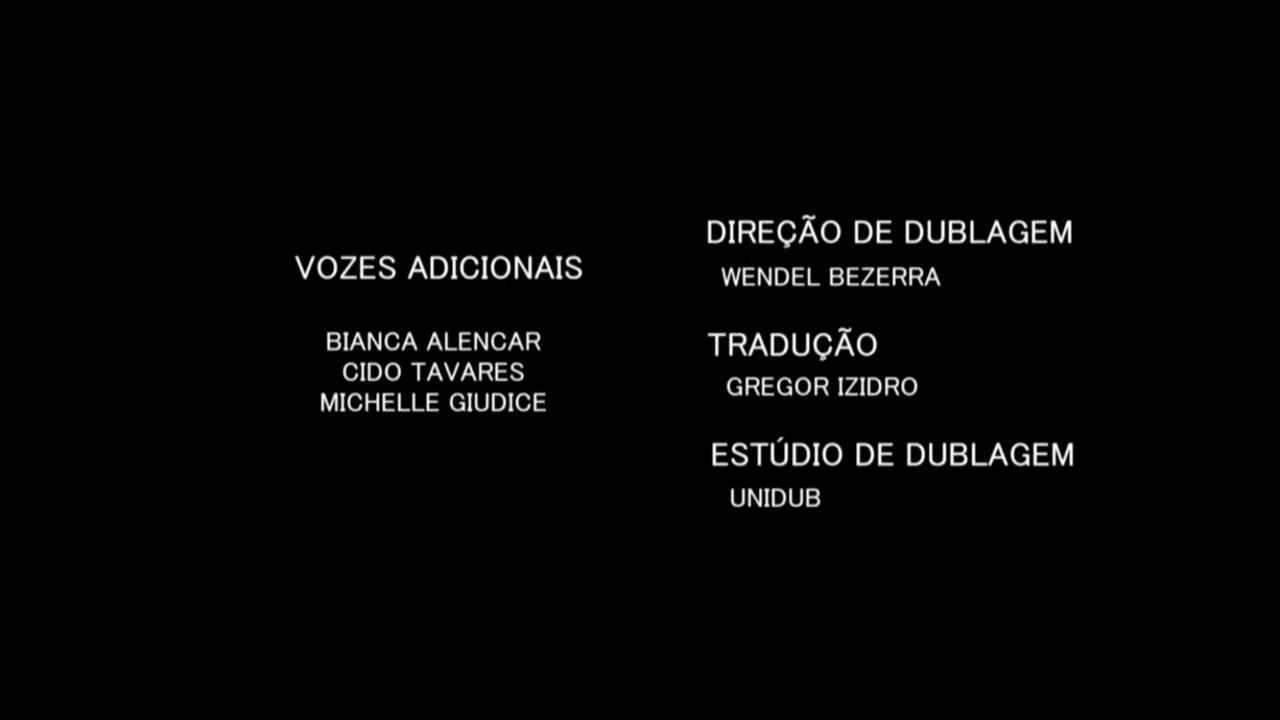 VOZES ADICIONAIS
BIANCA ALENCAR
CIDO TAVARES
MICHELLE GIUDICE
DIREÇÃO DE DUBLAGEM
WENDEL BEZERRA
TRADUÇÃO
GREGOR IZIDRO
ESTÚDIO DE DUBLAGEM
UNIDUB